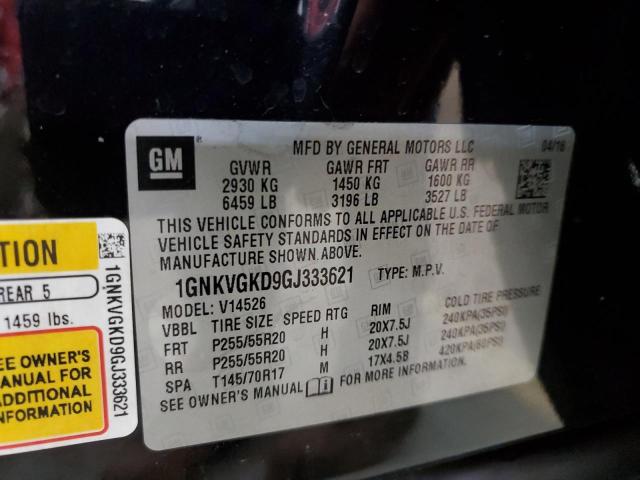 GM
MFD BY GENERAL MOTORS LLC 04/16
GVWR GAWR FRT GAWR RR
2930 KG 1450 KG 1600 KG
6459 LB 3196 LB 3527 LB
THIS VEHICLE CONFORMS TO ALL APPLICABLE U.S. FEDERAL MOTOR
VEHICLE SAFETY STANDARDS IN EFFECT ON THE DATE OF
MANUFACTURE SHOWN ABOVE.
1GNKVGKD9GJ333621 TYPE: M.P.V.
MODEL: V14526
VBBL TIRE SIZE SPEED RTG RIM COLD TIRE PRESSURE
FRT P255/55R20 H 20X7.5J 240KPA(35PSI)
RR P255/55R20 H 20X7.5J 240KPA(35PSI)
SPA T145/70R17 M 17X4.5B 420KPA(60PSI)
SEE OWNER'S MANUAL FOR MORE INFORMATION.
TION
REAR 5
1459 lbs.
EE OWNER'S
MANUAL FOR
ADDITIONAL
NFORMATION
1GNKVGKD9GJ333621